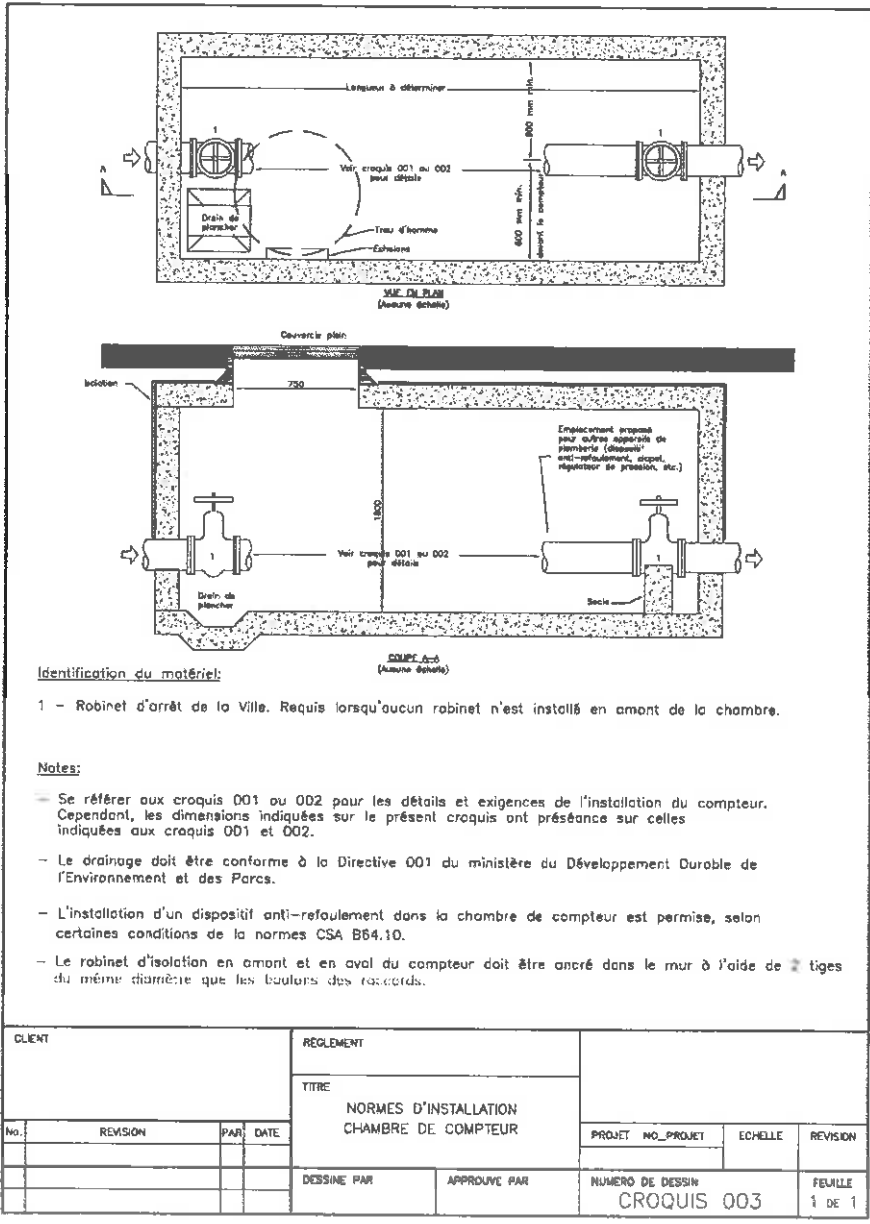 Longueur à déterminer
600 mm min.
1
1
A
A
Voir croquis 001 ou 002
pour détails
600 mm min.
devant le compteur
Drain de
plancher
Trou d'homme
Echelons
VUE EN PLAN
(Aucune échelle)
Couvercle plein
Isolation
750
Emplacement proposé
pour autres appareils de
plomberie (dispositif
anti-refoulement, clapet,
régulateur de pression, etc.)
1800
1
Voir croquis 001 ou 002
pour détails
1
Drain de
plancher
Socle
COUPE A-A
(Aucune échelle)
Identification du matériel:
1 - Robinet d'arrêt de la Ville. Requis lorsqu'aucun robinet n'est installé en amont de la chambre.
Notes:
- Se référer aux croquis 001 ou 002 pour les détails et exigences de l'installation du compteur.
Cependant, les dimensions indiquées sur le présent croquis ont préséance sur celles
indiquées aux croquis 001 et 002.
- Le drainage doit être conforme à la Directive 001 du ministère du Développement Durable de
l'Environnement et des Parcs.
- L'installation d'un dispositif anti-refoulement dans la chambre de compteur est permise, selon
certaines conditions de la normes CSA B64.10.
- Le robinet d'isolation en amont et en aval du compteur doit être ancré dans le mur à l'aide de 2 tiges
du même diamètre que les boulons des raccords.
CLIENT
RÈGLEMENT
TITRE
NORMES D'INSTALLATION
CHAMBRE DE COMPTEUR
No. REVISION PAR DATE
PROJET NO_PROJET ECHELLE REVISION
DESSINE PAR APPROUVE PAR
NUMERO DE DESSIN
CROQUIS 003
FEUILLE
1 DE 1